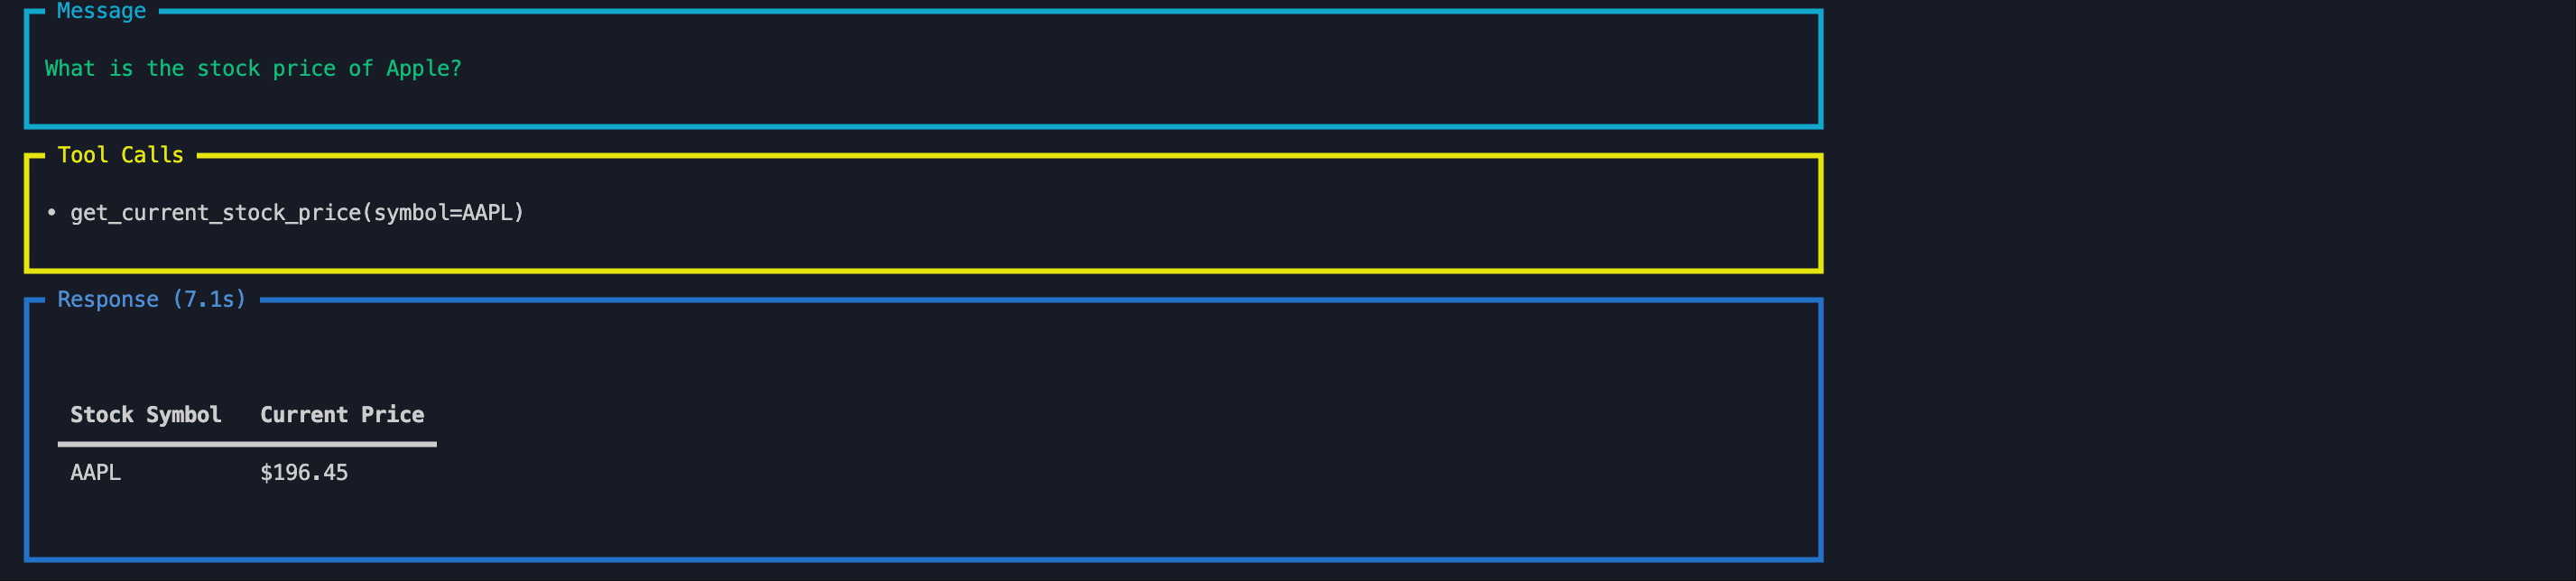 Message
What is the stock price of Apple?
Tool Calls
• get_current_stock_price(symbol=AAPL)
Response (7.1s)
Stock Symbol Current Price
AAPL $196.45